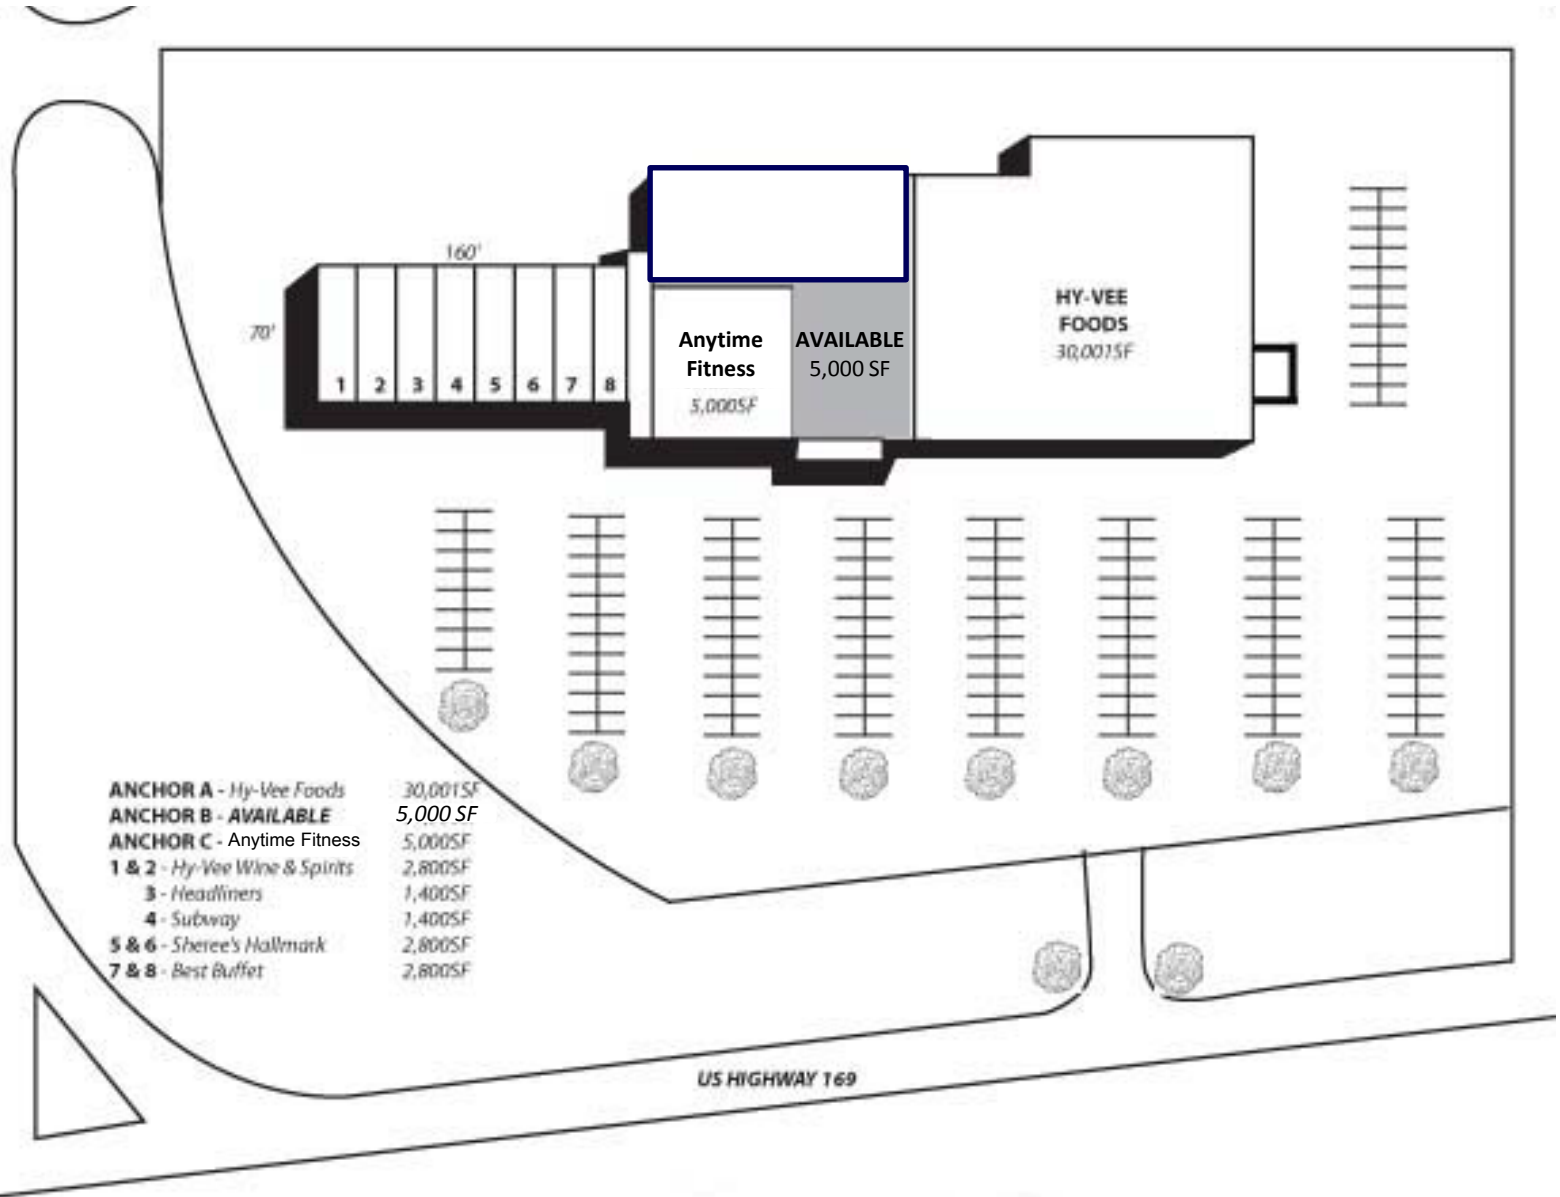 160'
70'
1 2 3 4 5 6 7 8
Anytime
Fitness
5,000SF
AVAILABLE
5,000 SF
HY-VEE
FOODS
30,001SF
ANCHOR A - Hy-Vee Foods 30,001SF
ANCHOR B - AVAILABLE 5,000 SF
ANCHOR C - Anytime Fitness 5,000SF
1 & 2 - Hy-Vee Wine & Spirits 2,800SF
3 - Headliners 1,400SF
4 - Subway 1,400SF
5 & 6 - Sheree's Hallmark 2,800SF
7 & 8 - Best Buffet 2,800SF
US HIGHWAY 169